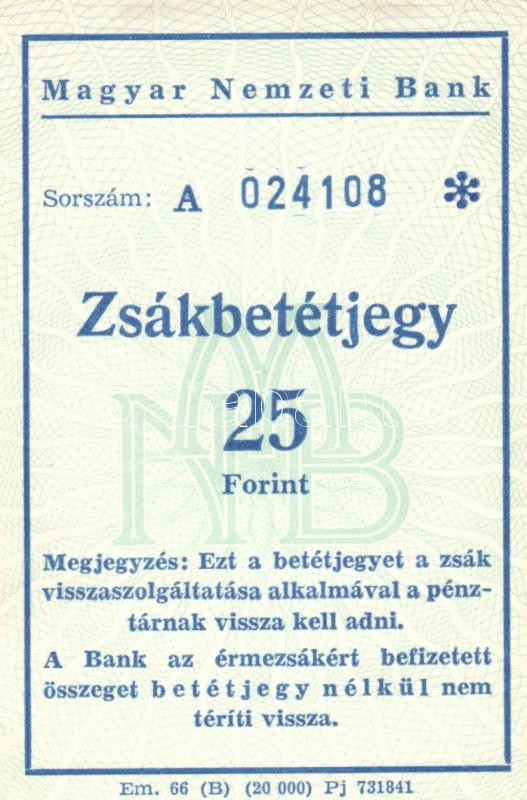 Magyar Nemzeti Bank
Sorszám: A 024108 *
Zsákbetétjegy
MNB
25
Forint
Megjegyzés: Ezt a betétjegyet a zsák
visszaszolgáltatása alkalmával a pénz-
tárnak vissza kell adni.
A Bank az érmezsákért befizetett
összeget betétjegy nélkül nem
téríti vissza.
Em. 66 (B) (20 000) Pj 731841